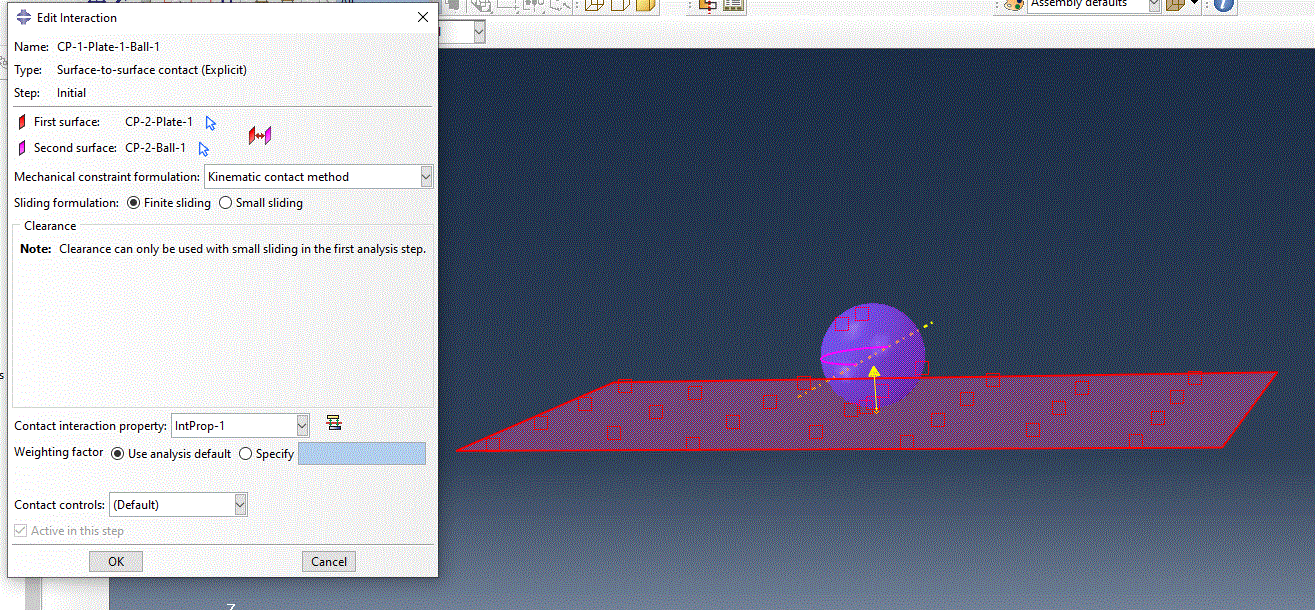 Edit Interaction
Assembly defaults
Name: CP-1-Plate-1-Ball-1
Type: Surface-to-surface contact (Explicit)
Step: Initial
First surface: CP-2-Plate-1
Second surface: CP-2-Ball-1
Mechanical constraint formulation: Kinematic contact method
Sliding formulation: Finite sliding Small sliding
Clearance
Note: Clearance can only be used with small sliding in the first analysis step.
s
Contact interaction property: IntProp-1
Weighting factor Use analysis default Specify
Contact controls: (Default)
Active in this step
OK Cancel
Z